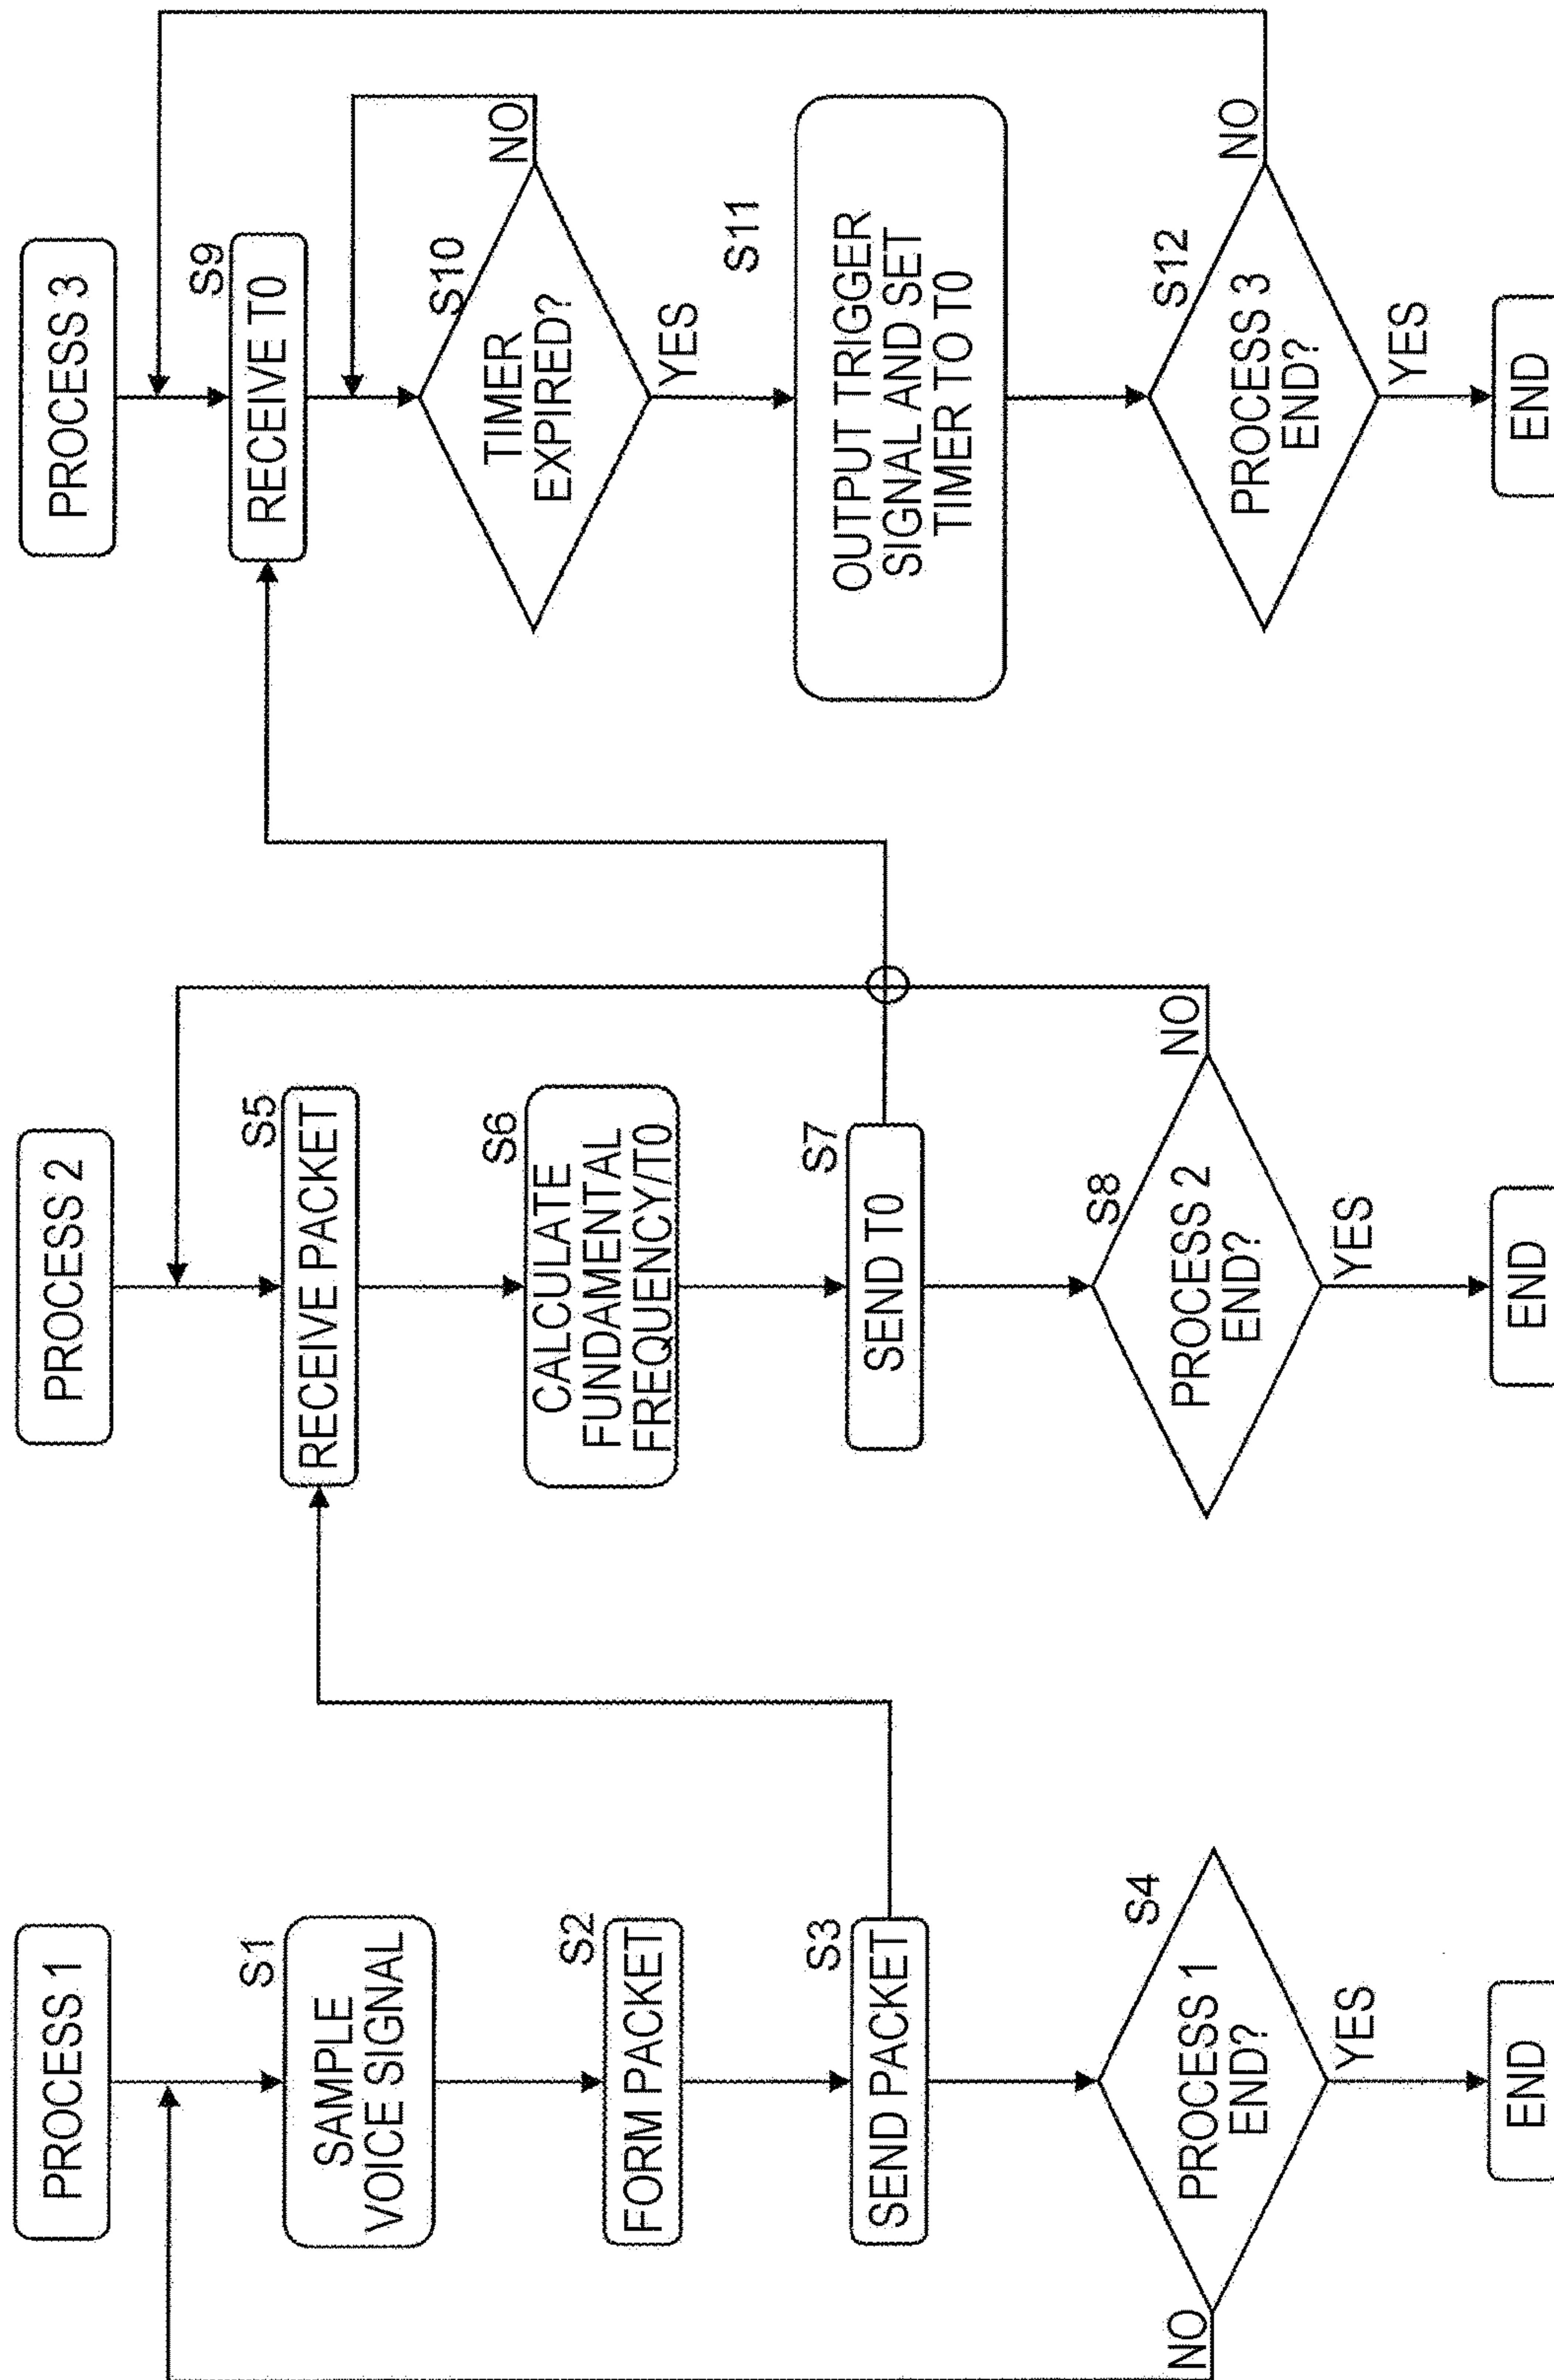 PROCESS 1
S1
SAMPLE
VOICE SIGNAL
S2
FORM PACKET
S3
SEND PACKET
S4
PROCESS 1
END?
NO
YES
END
PROCESS 2
S5
RECEIVE PACKET
S6
CALCULATE
FUNDAMENTAL
FREQUENCY/T0
S7
SEND T0
S8
PROCESS 2
END?
NO
YES
END
PROCESS 3
S9
RECEIVE T0
S10
TIMER
EXPIRED?
NO
YES
S11
OUTPUT TRIGGER
SIGNAL AND SET
TIMER TO T0
S12
PROCESS 3
END?
NO
YES
END